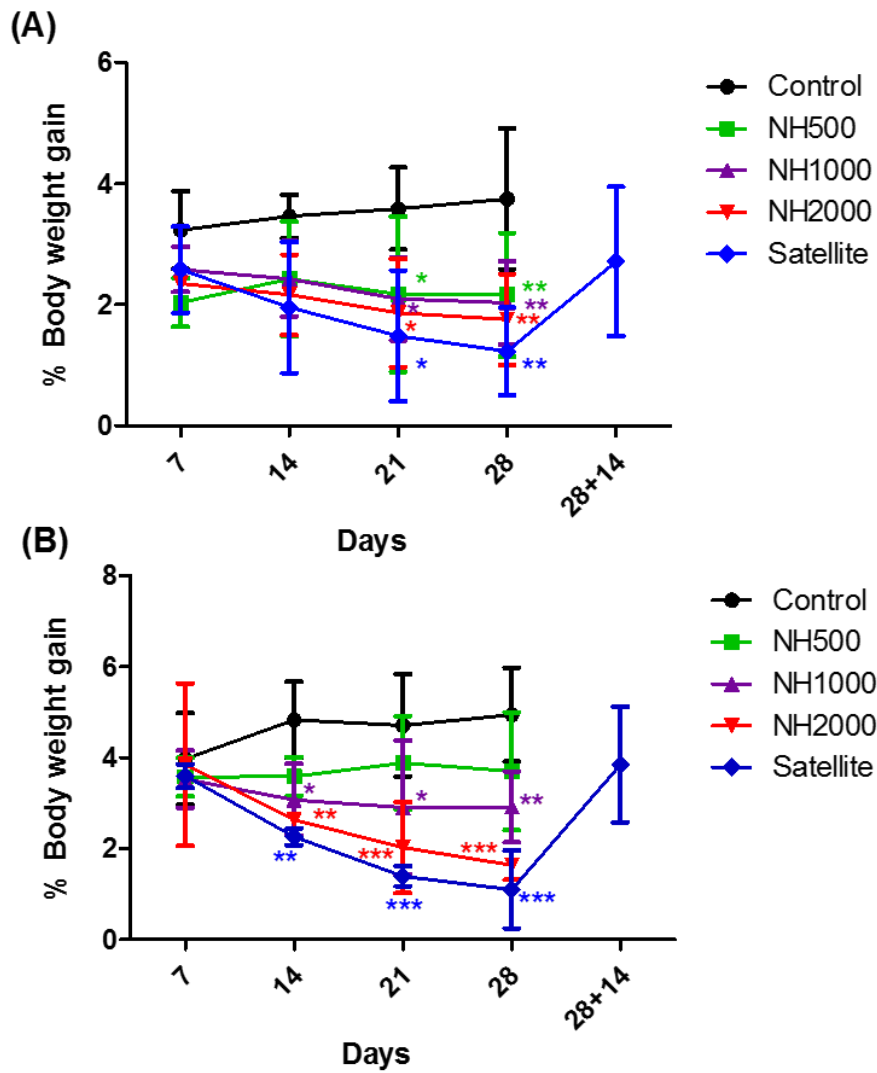 (A)
% Body weight gain
6
4
2
0
* * * *
** ** ** **
7 14 21 28 28+14
Days
Control
NH500
NH1000
NH2000
Satellite
(B)
% Body weight gain
8
6
4
2
0
* ** **
* *** ***
** *** ***
7 14 21 28 28+14
Days
Control
NH500
NH1000
NH2000
Satellite